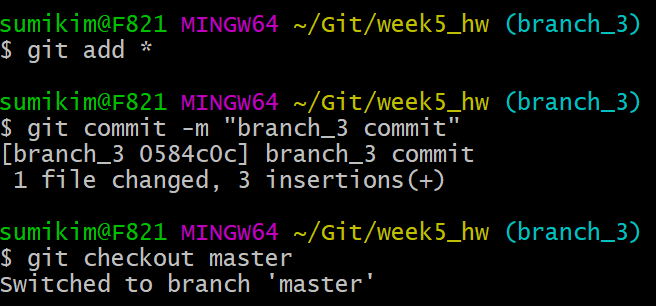 sumikim@F821 MINGW64 ~/Git/week5_hw (branch_3)
$ git add *
sumikim@F821 MINGW64 ~/Git/week5_hw (branch_3)
$ git commit -m "branch_3 commit"
[branch_3 0584c0c] branch_3 commit
 1 file changed, 3 insertions(+)
sumikim@F821 MINGW64 ~/Git/week5_hw (branch_3)
$ git checkout master
Switched to branch 'master'